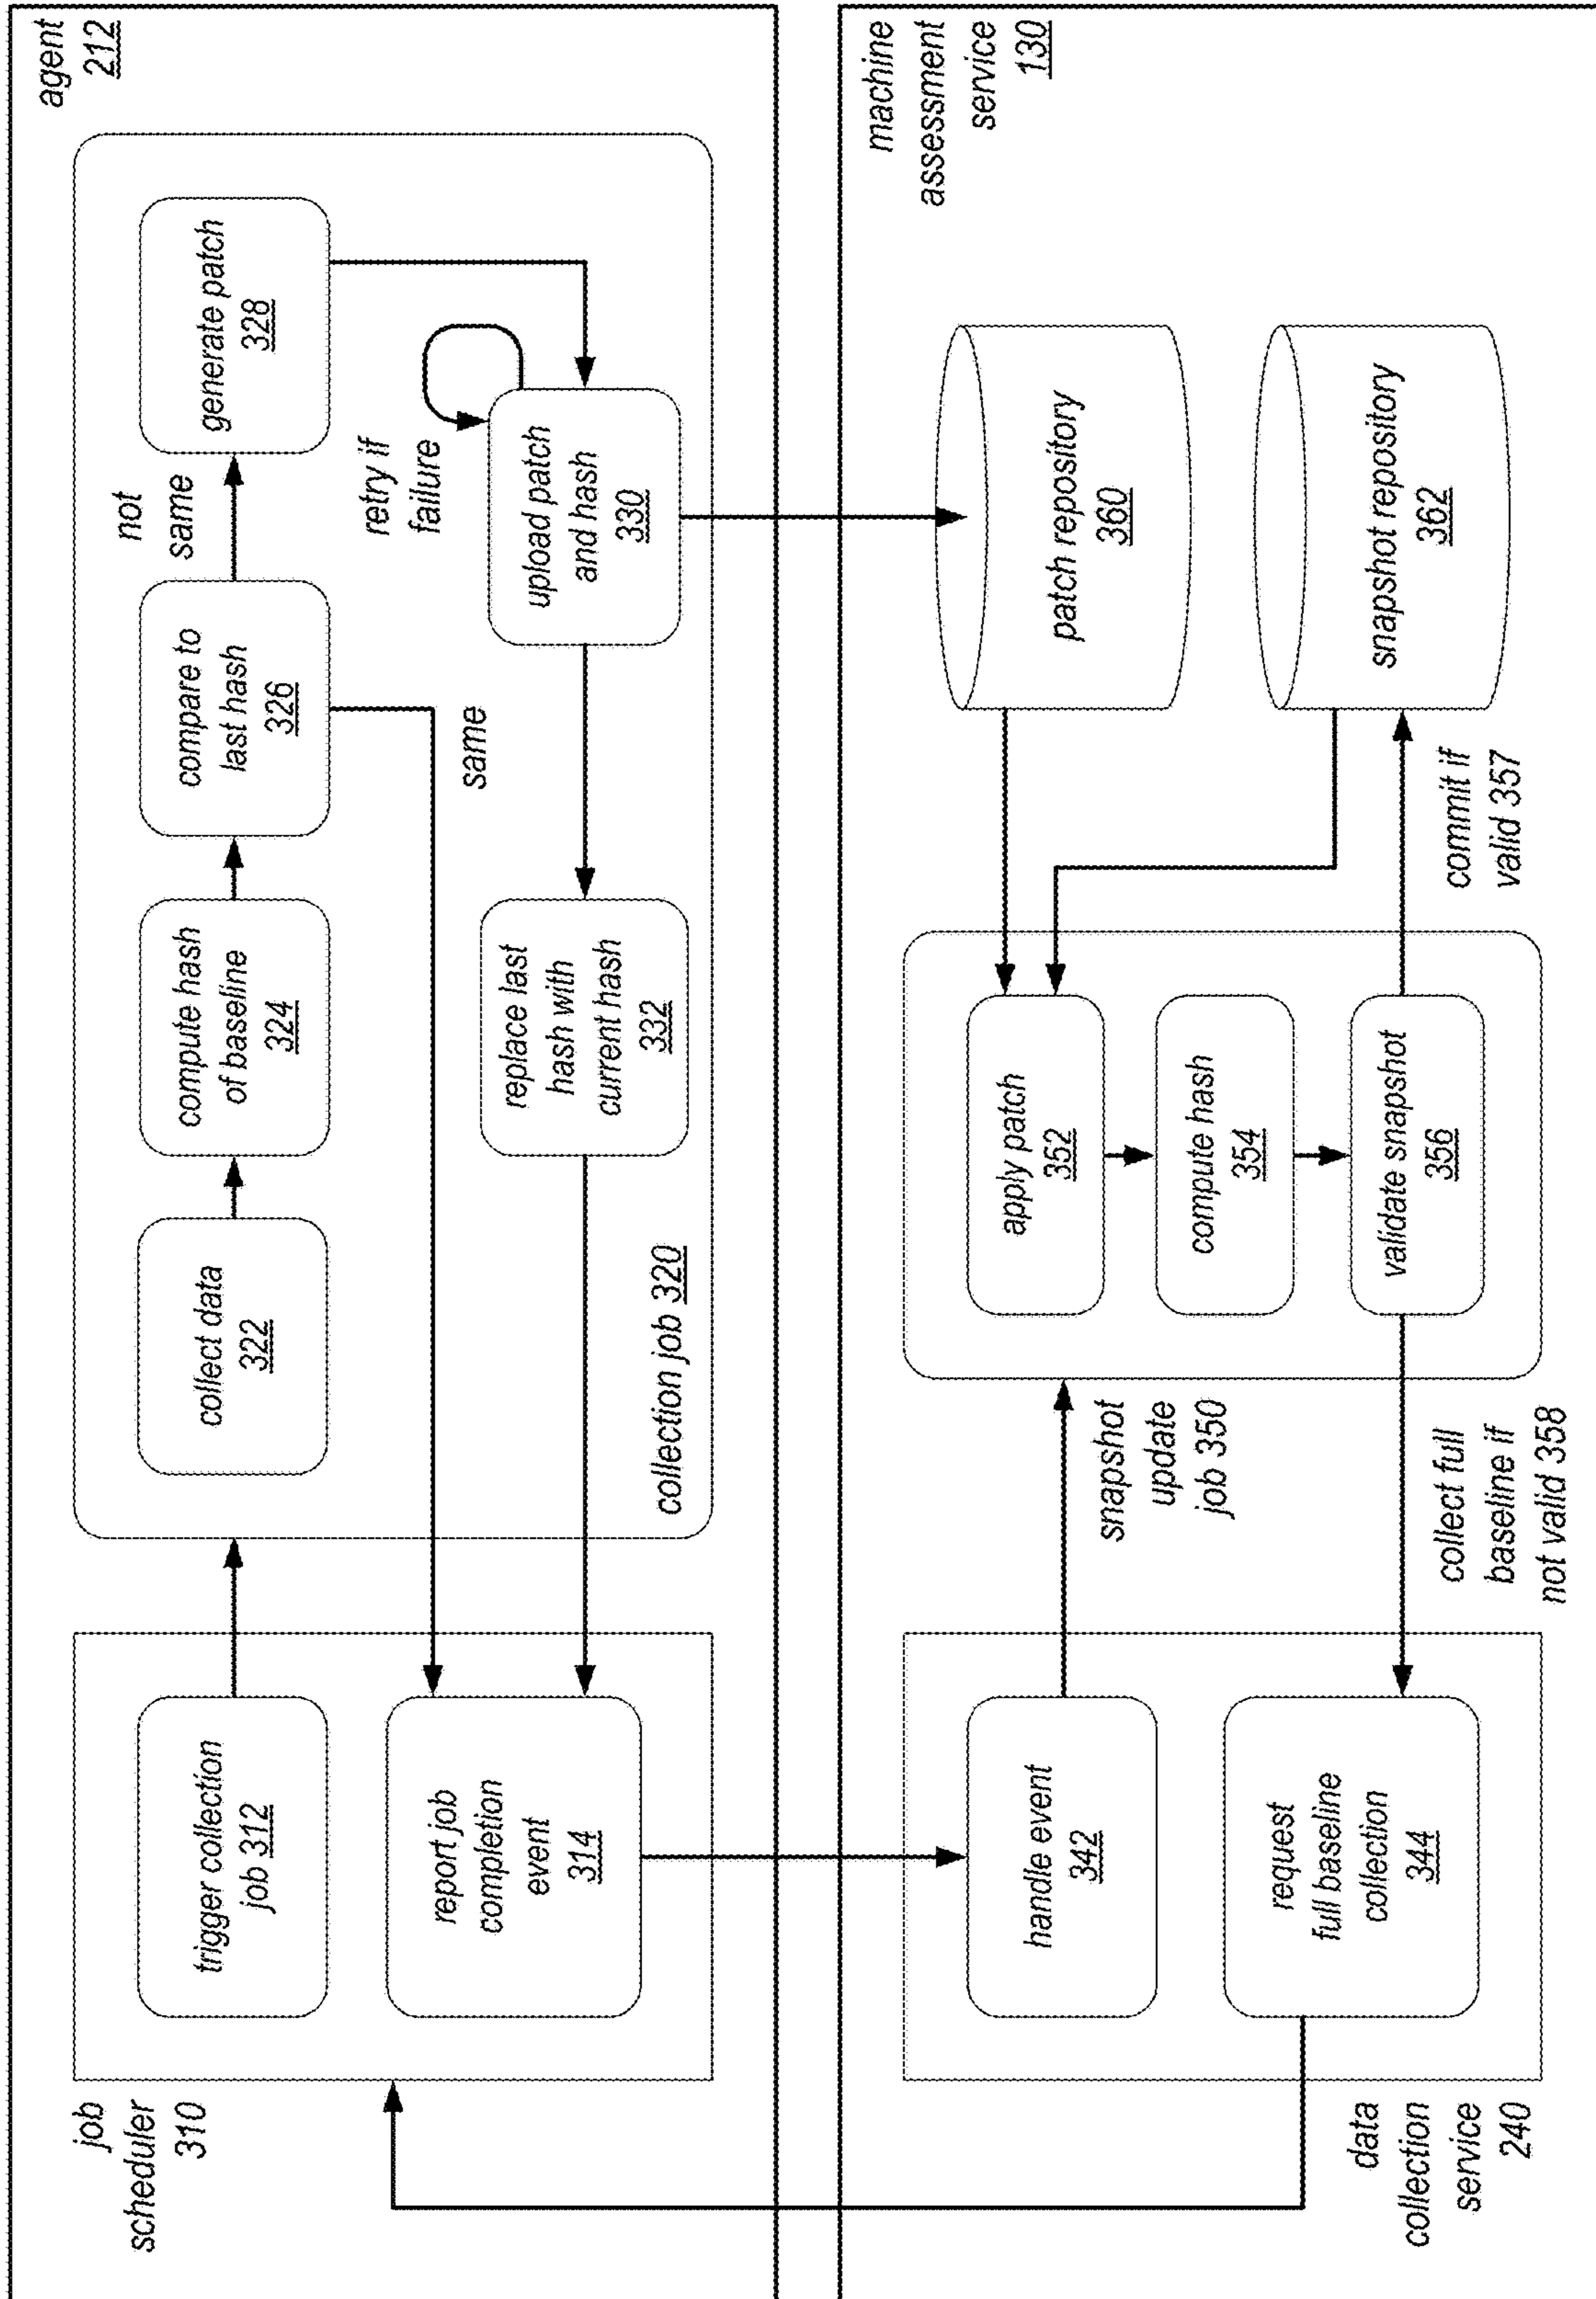 agent
212
job
scheduler
310
trigger collection
job 312
report job
completion
event
314
collect data
322
compute hash
of baseline
324
compare to
last hash
326
not
same
generate patch
328
same
retry if
failure
upload patch
and hash
330
replace last
hash with
current hash
332
collection job 320
machine
assessment
service
130
data
collection
service
240
handle event
342
request
full baseline
collection
344
snapshot
update
job 350
collect full
baseline if
not valid 358
apply patch
352
compute hash
354
validate snapshot
356
commit if
valid 357
patch repository
360
snapshot repository
362